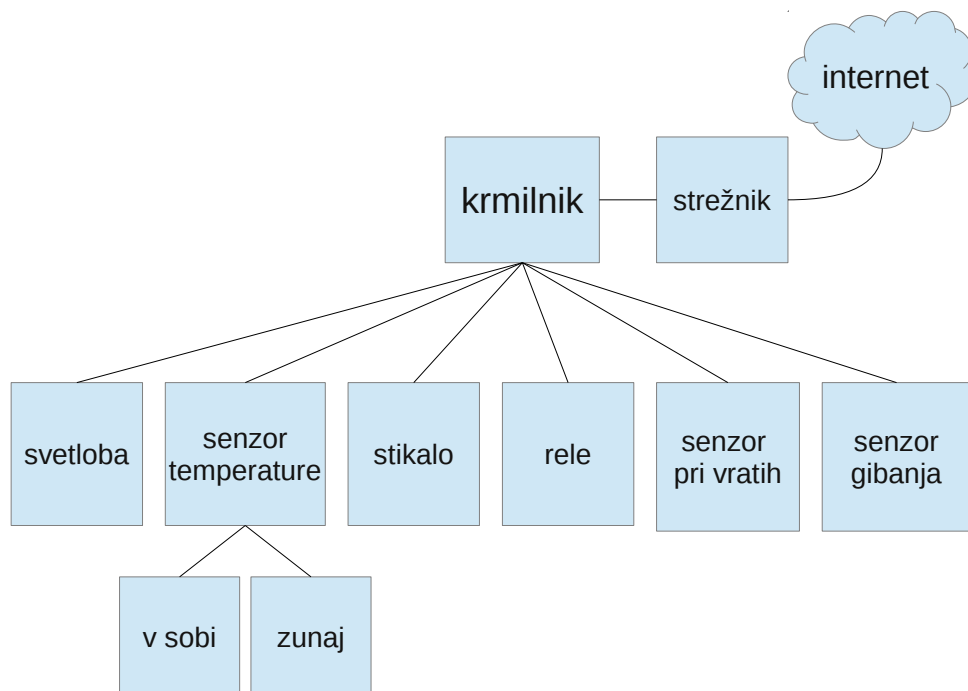 internet
krmilnik
strežnik
svetloba
senzor
temperature
stikalo
rele
senzor
pri vratih
senzor
gibanja
v sobi
zunaj